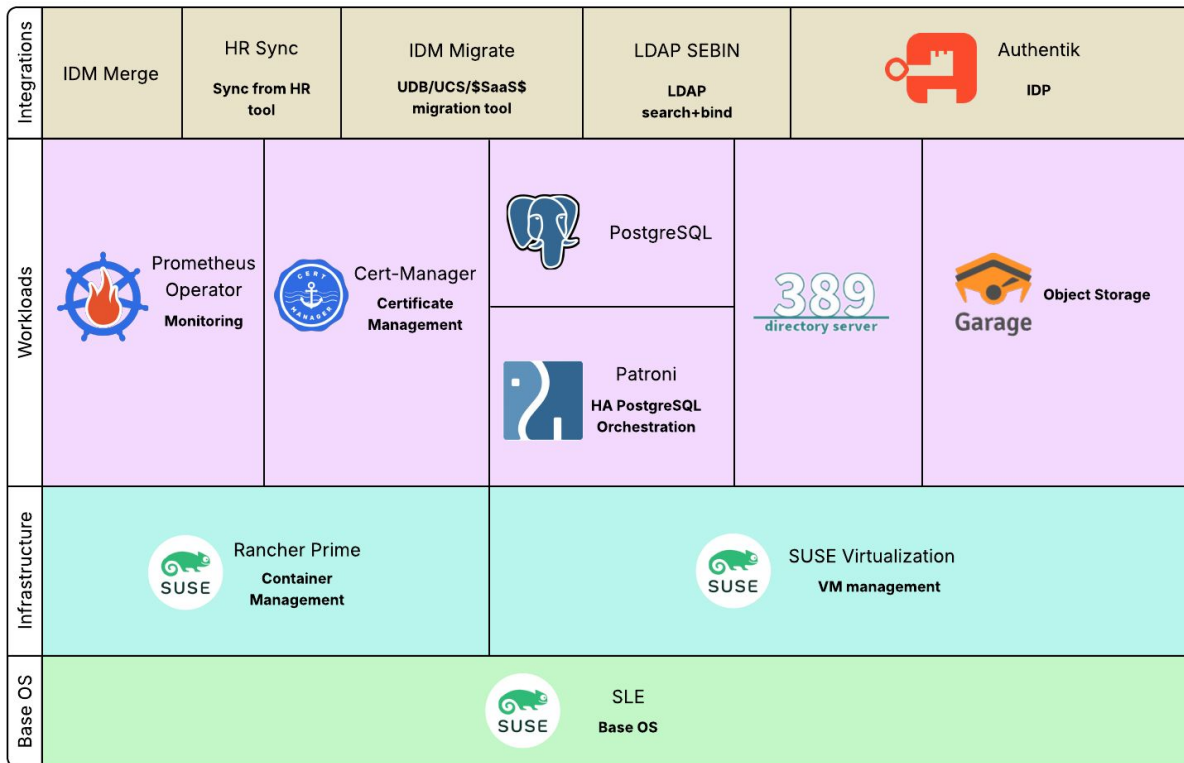 Integrations
IDM Merge
HR Sync
Sync from HR
tool
IDM Migrate
UDB/UCS/$SaaS$
migration tool
LDAP SEBIN
LDAP
search+bind
Authentik
IDP
Workloads
Prometheus
Operator
Monitoring
CERT
MANAGER
Cert-Manager
Certificate
Management
PostgreSQL
Patroni
HA PostgreSQL
Orchestration
389
directory server
Garage
Object Storage
Infrastructure
SUSE
Rancher Prime
Container
Management
SUSE
SUSE Virtualization
VM management
Base OS
SUSE
SLE
Base OS